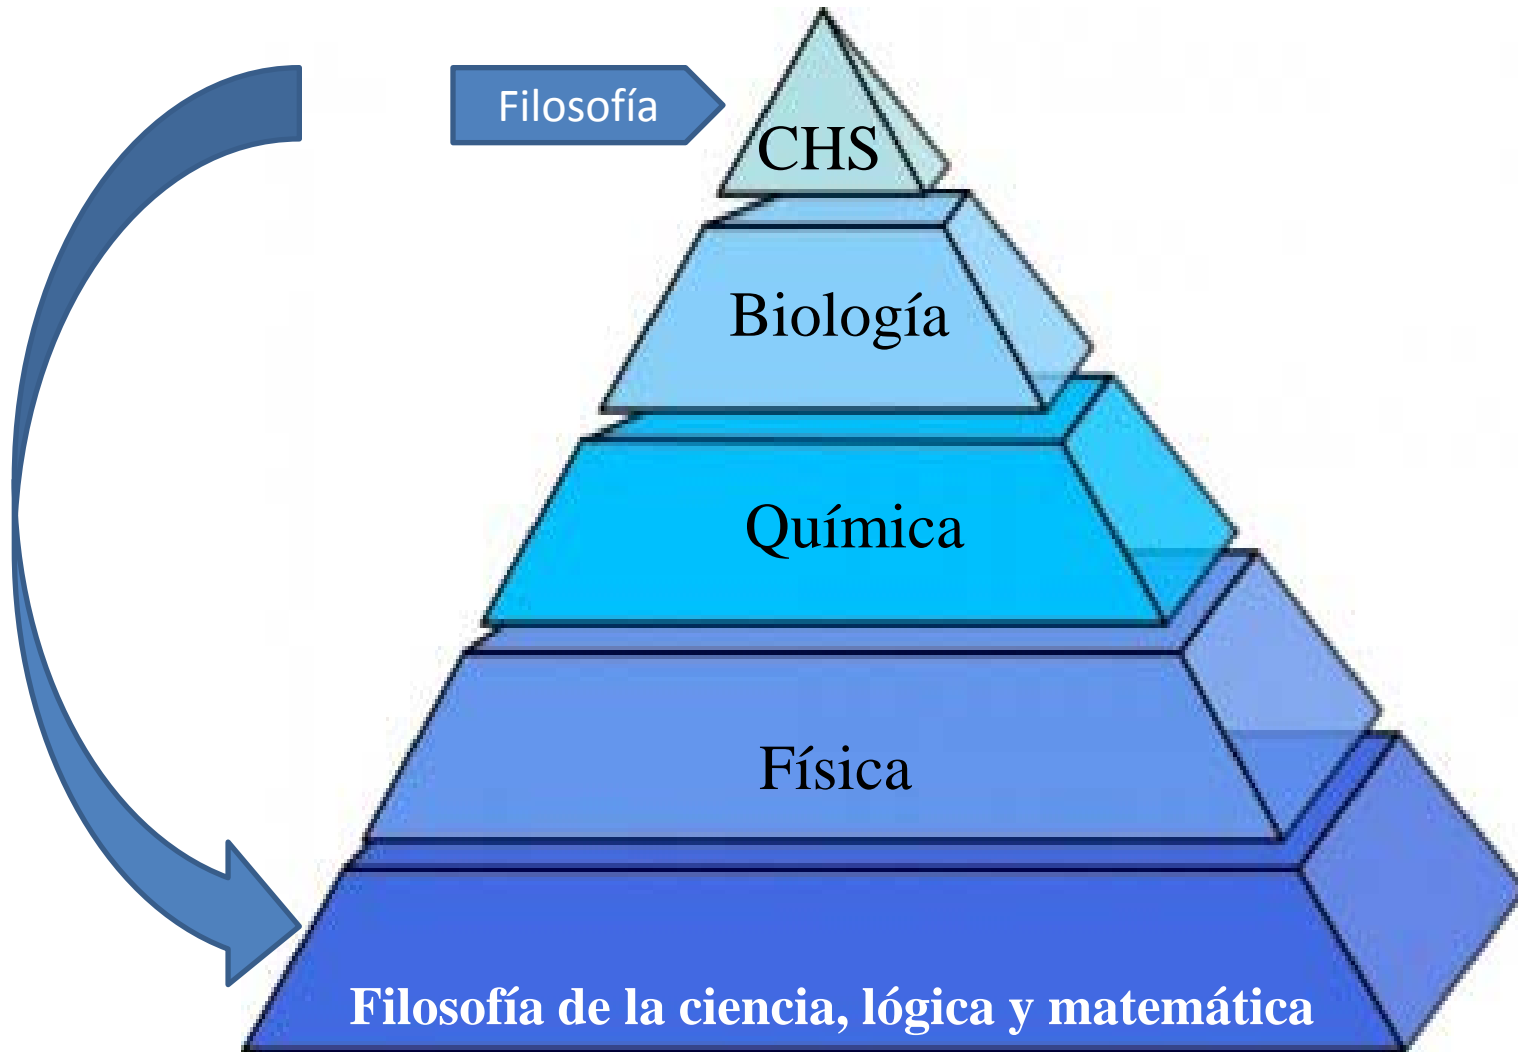 Filosofía
CHS
Biología
Química
Física
Filosofía de la ciencia, lógica y matemática